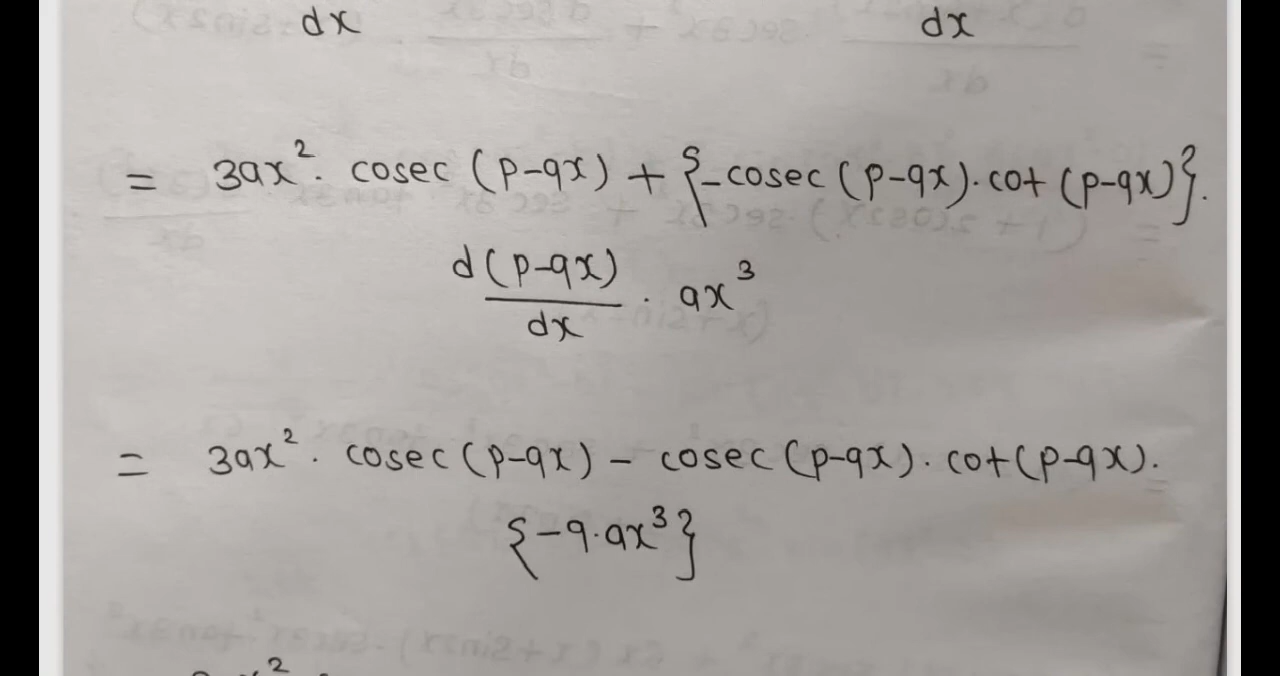 dx dx
= 3ax². cosec (p-qx) + {-cosec (p-qx). cot (p-qx)}.
d(p-qx)/dx . ax³
= 3ax². cosec (p-qx) - cosec (p-qx). cot (p-qx).
{-q.ax³}